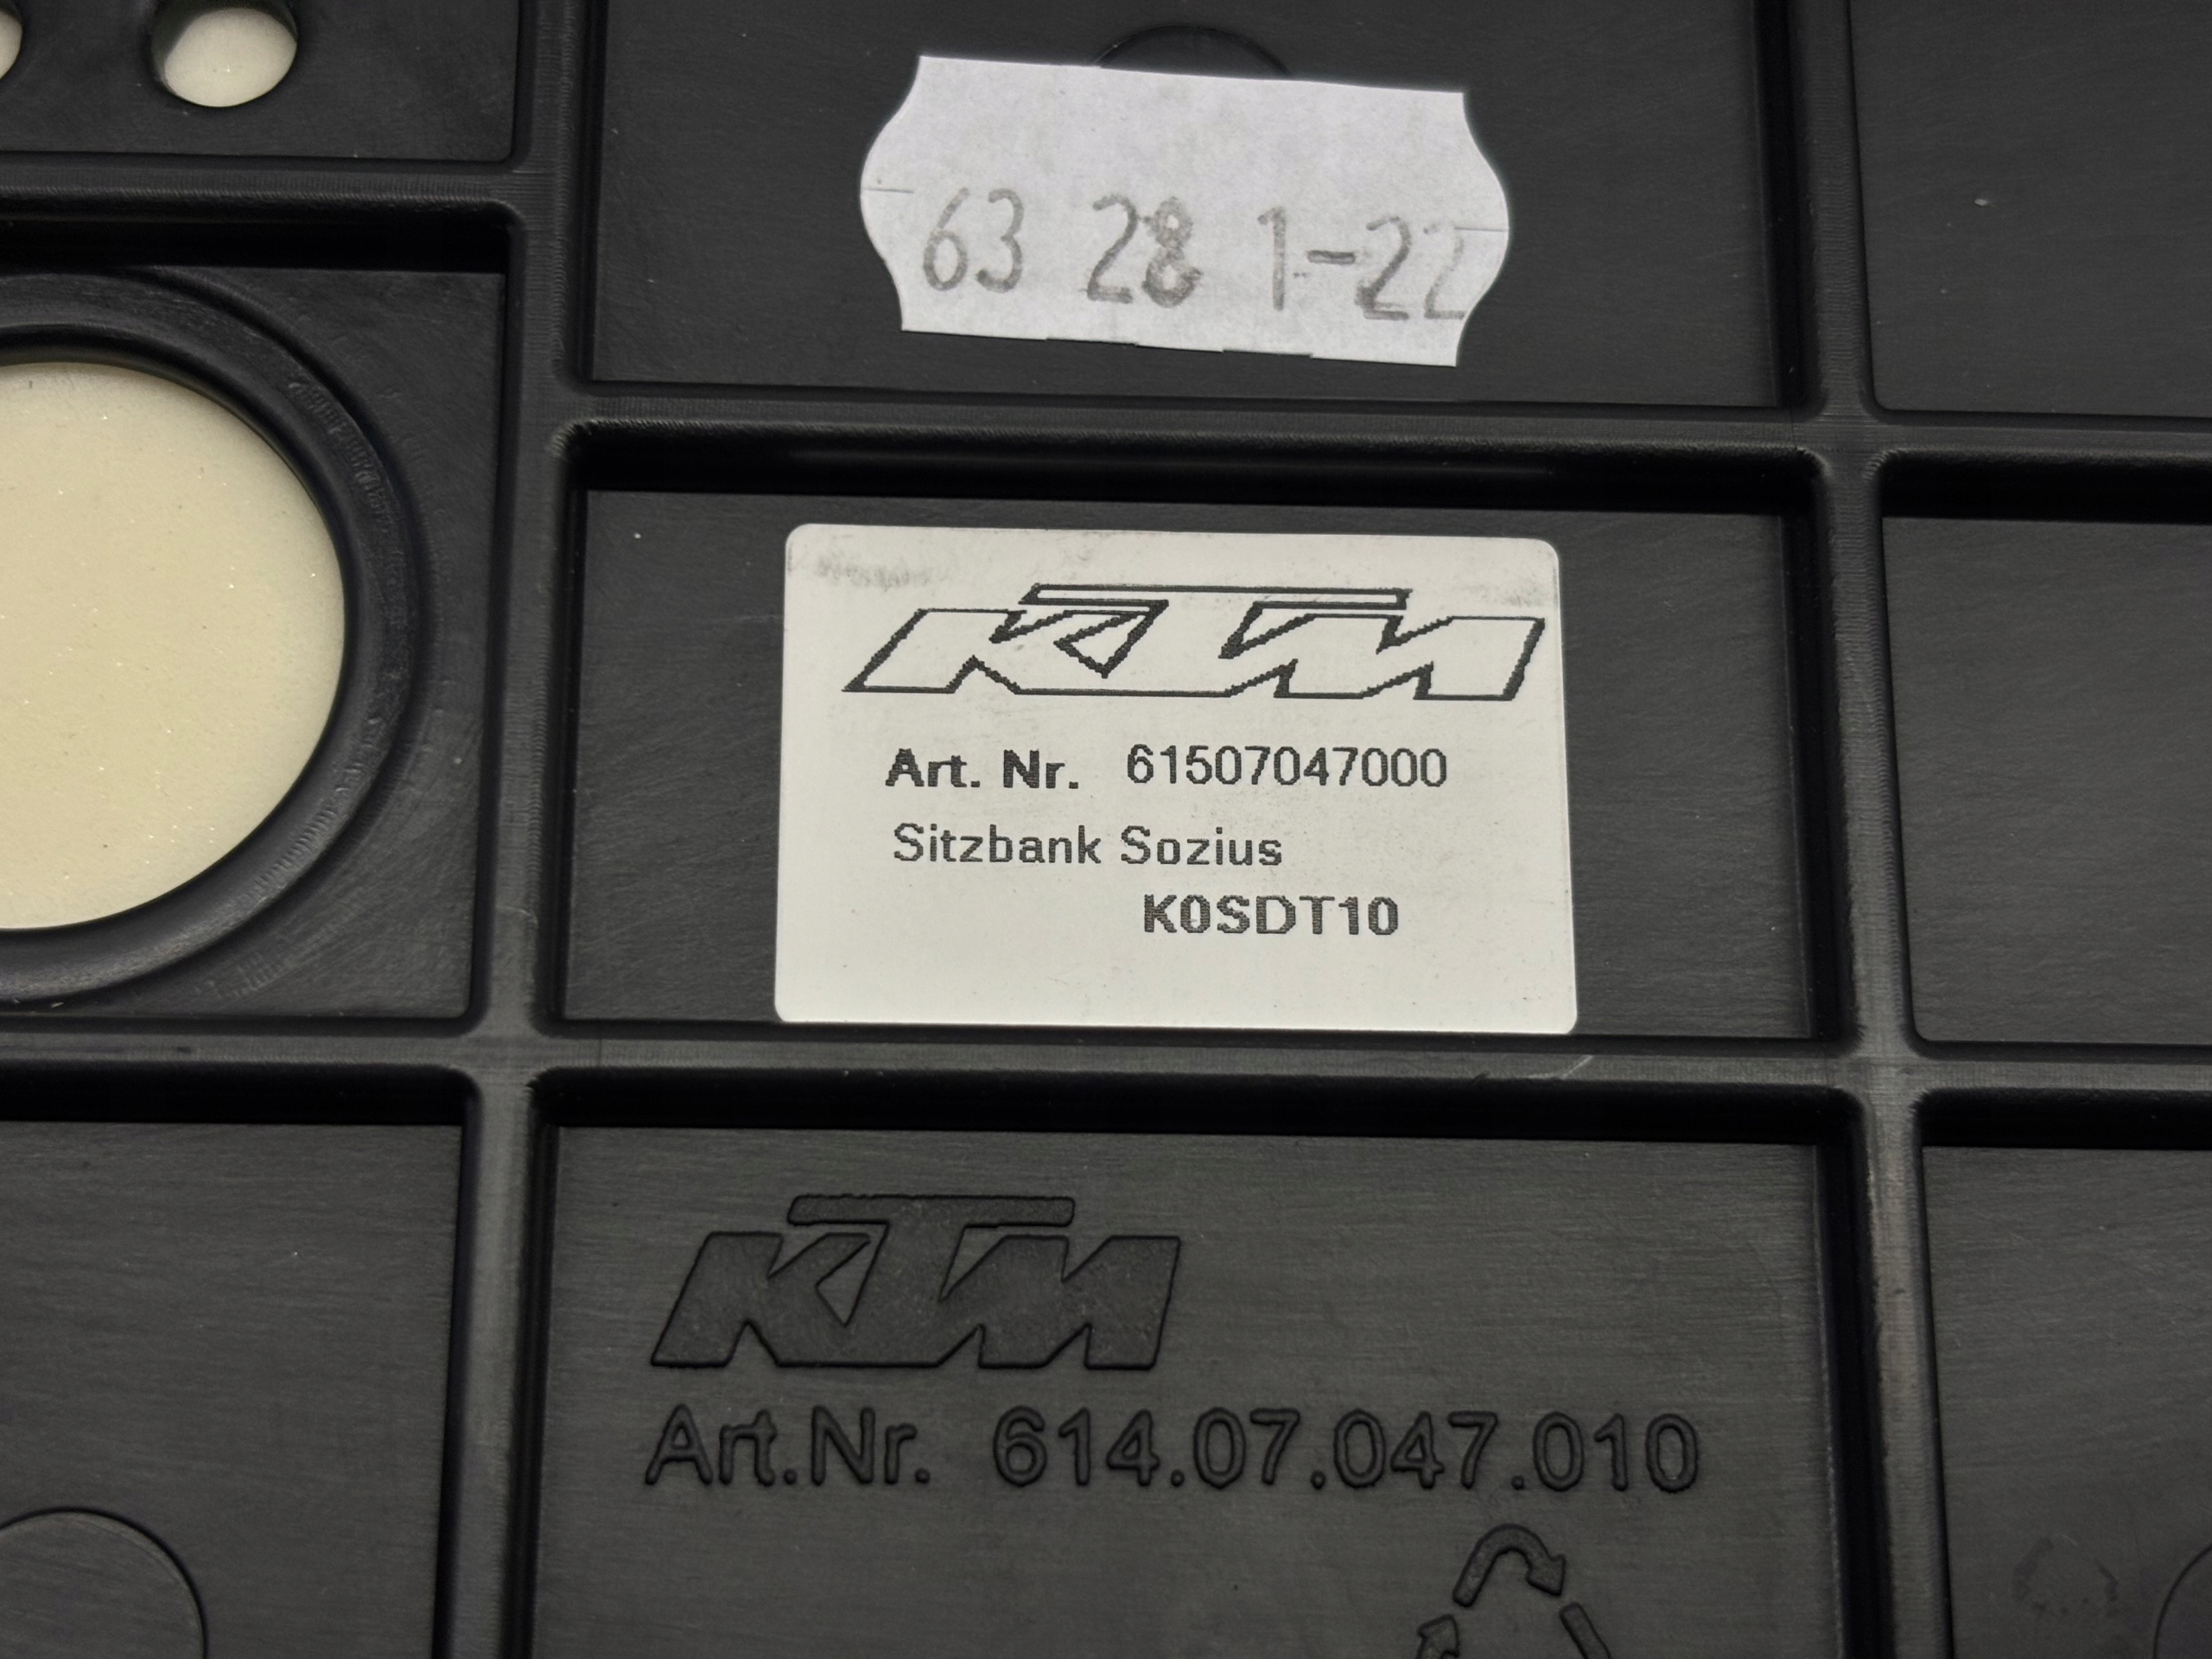 63 28 1-22
KTM
Art. Nr. 61507047000
Sitzbank Sozius
K0SDT10
KTM
Art.Nr. 614.07.047.010